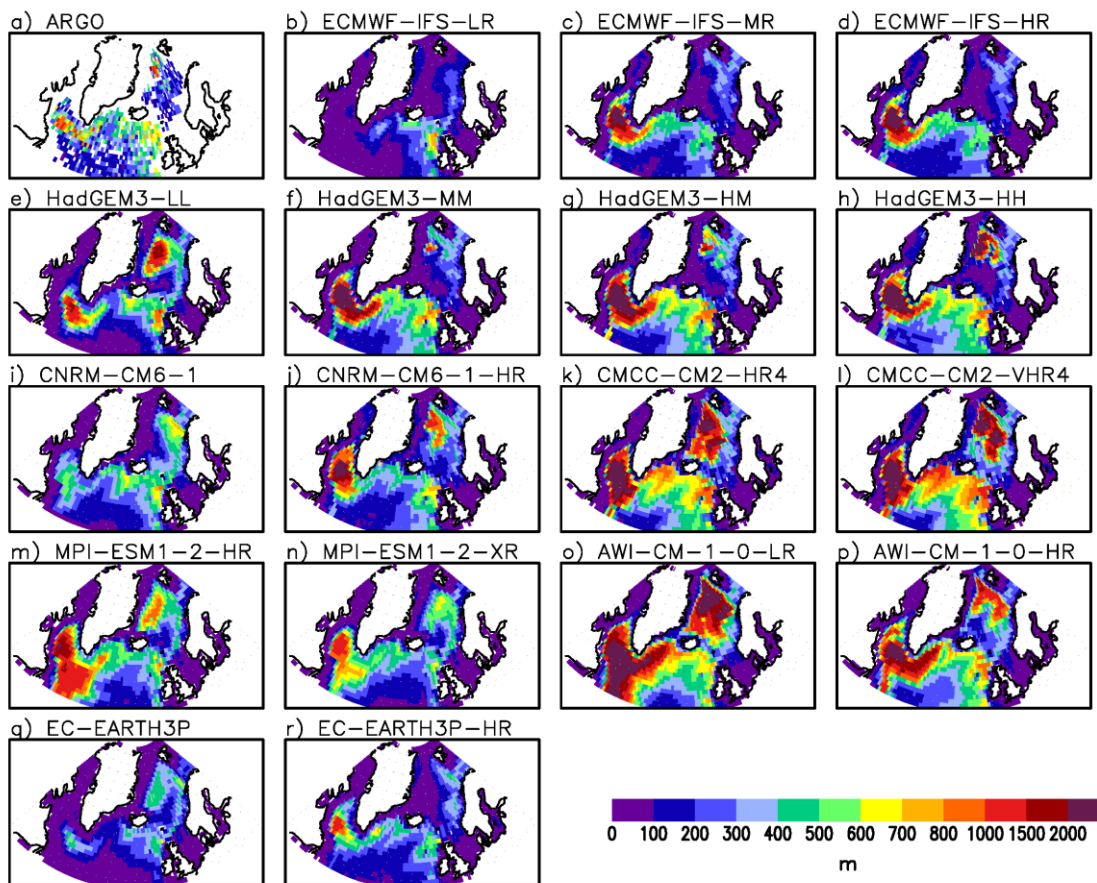 a) ARGO
b) ECMWF-IFS-LR
c) ECMWF-IFS-MR
d) ECMWF-IFS-HR
e) HadGEM3-LL
f) HadGEM3-MM
g) HadGEM3-HM
h) HadGEM3-HH
i) CNRM-CM6-1
j) CNRM-CM6-1-HR
k) CMCC-CM2-HR4
l) CMCC-CM2-VHR4
m) MPI-ESM1-2-HR
n) MPI-ESM1-2-XR
o) AWI-CM-1-0-LR
p) AWI-CM-1-0-HR
q) EC-EARTH3P
r) EC-EARTH3P-HR
0 100 200 300 400 500 600 700 800 1000 1500 2000
m